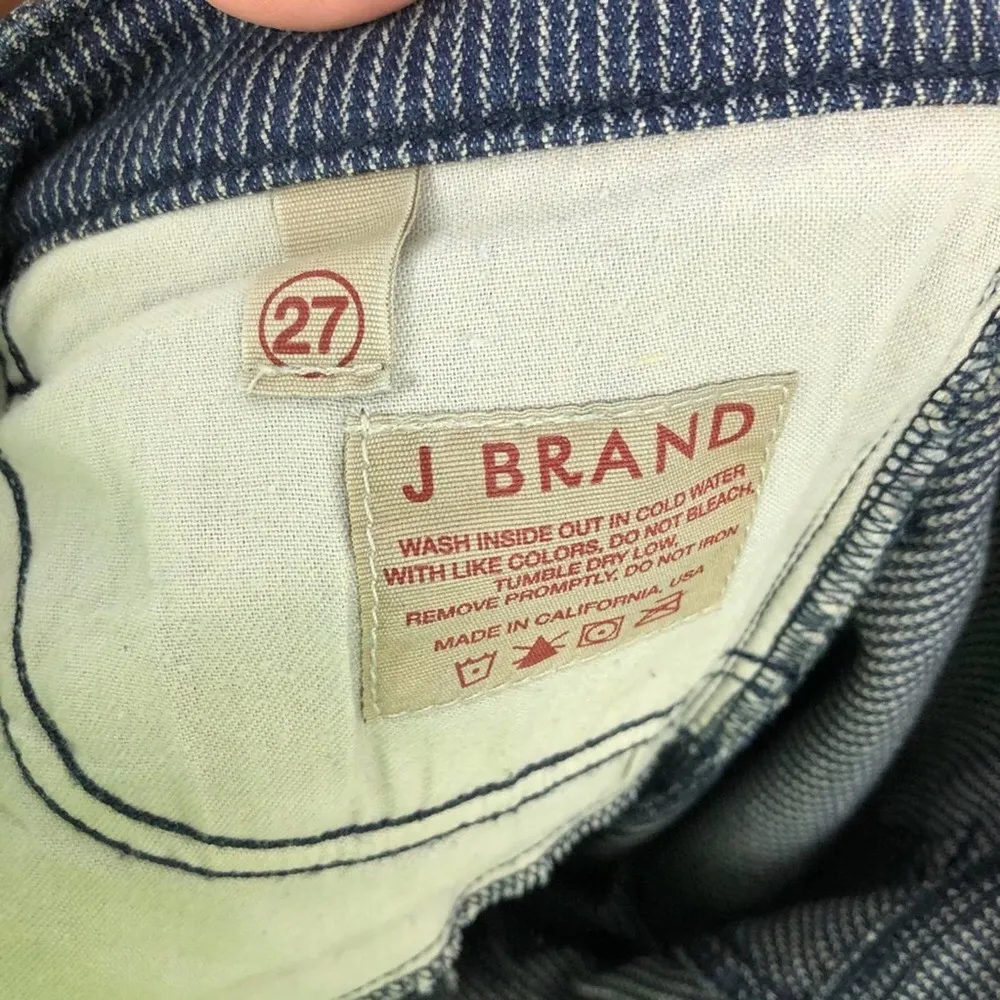 27
J BRAND
WASH INSIDE OUT IN COLD WATER
WITH LIKE COLORS, DO NOT BLEACH.
TUMBLE DRY LOW,
REMOVE PROMPTLY, DO NOT IRON
MADE IN CALIFORNIA, USA